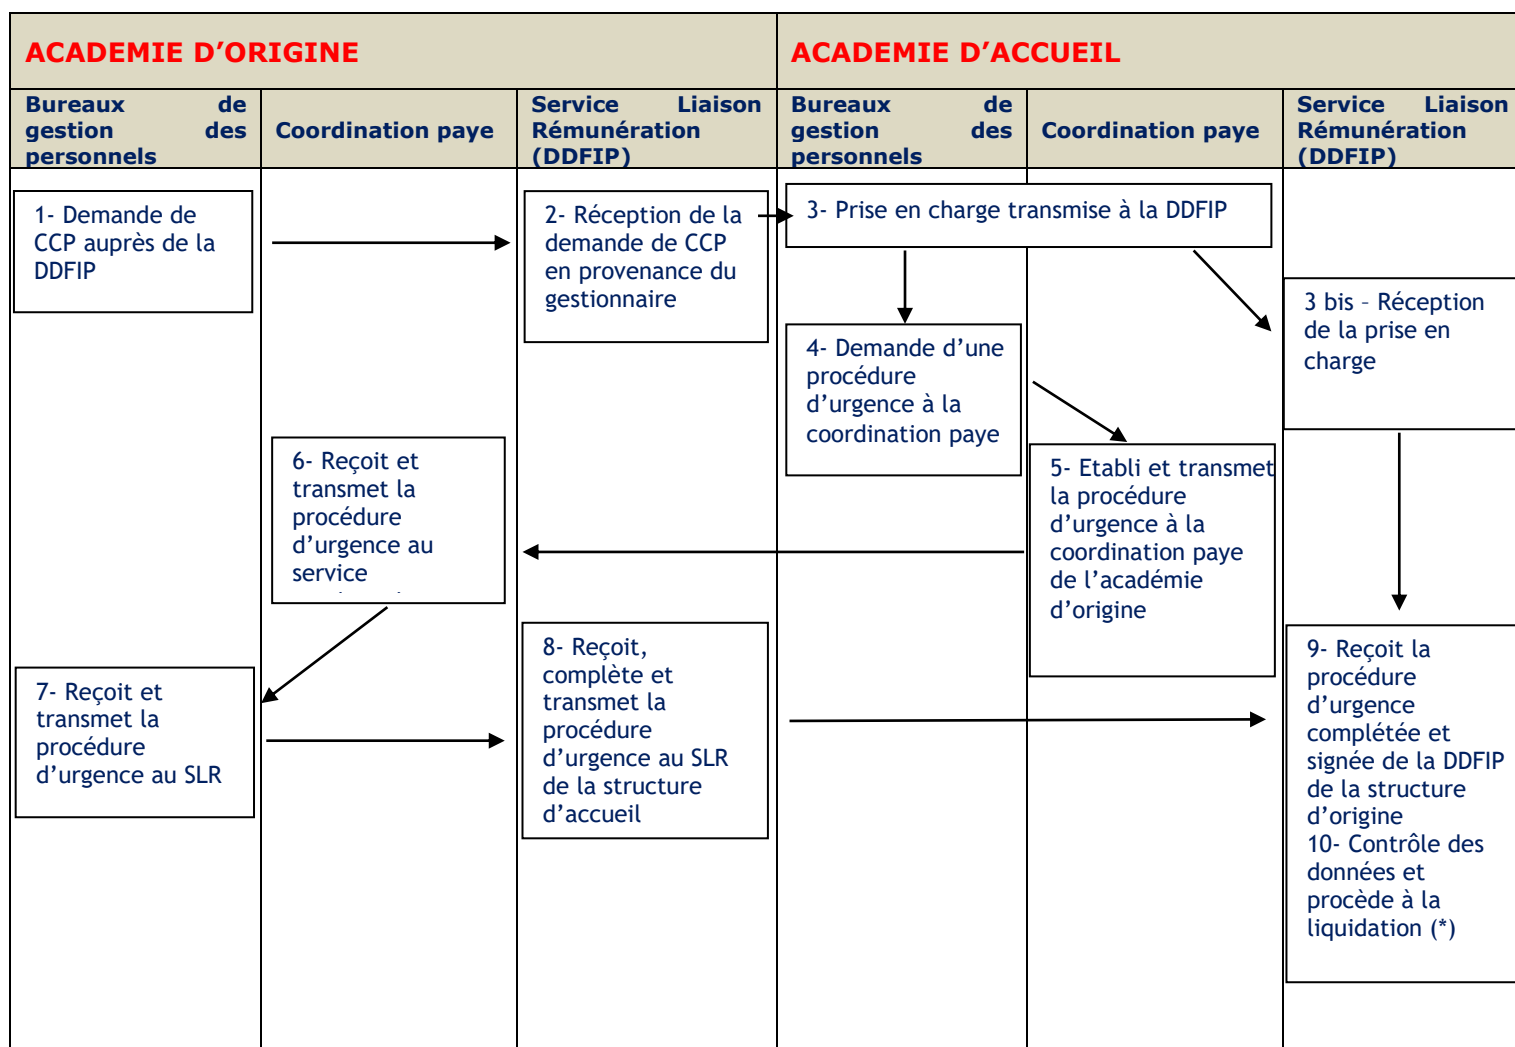 ACADEMIE D’ORIGINE
ACADEMIE D’ACCUEIL
Bureaux de
gestion des
personnels
Coordination paye
Service Liaison
Rémunération
(DDFIP)
Bureaux de
gestion des
personnels
Coordination paye
Service Liaison
Rémunération
(DDFIP)
1- Demande de
CCP auprès de la
DDFIP
2- Réception de la
demande de CCP
en provenance du
gestionnaire
3- Prise en charge transmise à la DDFIP
3 bis – Réception
de la prise en
charge
4- Demande d’une
procédure
d’urgence à la
coordination paye
5- Etabli et transmet
la procédure
d’urgence à la
coordination paye
de l’académie
d’origine
6- Reçoit et
transmet la
procédure
d’urgence au
service
7- Reçoit et
transmet la
procédure
d’urgence au SLR
8- Reçoit,
complète et
transmet la
procédure
d’urgence au SLR
de la structure
d’accueil
9- Reçoit la
procédure
d’urgence
complétée et
signée de la DDFIP
de la structure
d’origine
10- Contrôle des
données et
procède à la
liquidation (*)